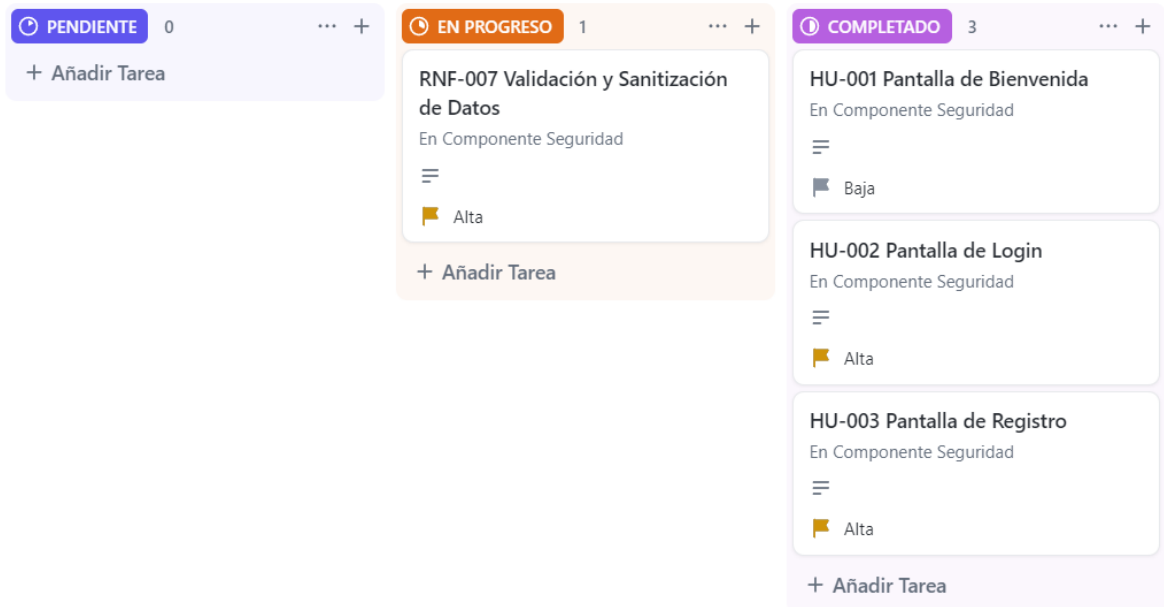 PENDIENTE 0
+ Añadir Tarea
EN PROGRESO 1
RNF-007 Validación y Sanitización
de Datos
En Componente Seguridad
Alta
+ Añadir Tarea
COMPLETADO 3
HU-001 Pantalla de Bienvenida
En Componente Seguridad
Baja
HU-002 Pantalla de Login
En Componente Seguridad
Alta
HU-003 Pantalla de Registro
En Componente Seguridad
Alta
+ Añadir Tarea